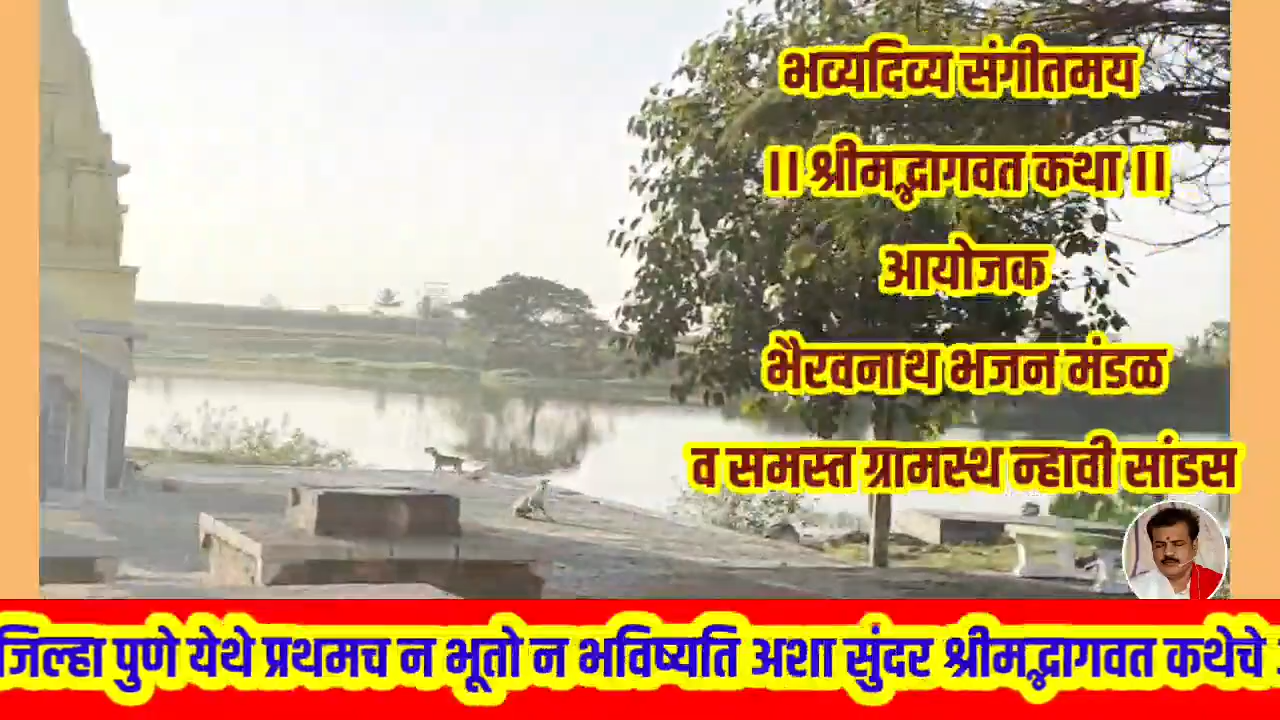 भव्यदिव्य संगीतमय
।। श्रीमद्भागवत कथा ।।
आयोजक
भैरवनाथ भजन मंडळ
व समस्त ग्रामस्थ न्हावी सांडस
जिल्हा पुणे येथे प्रथमच न भूतो न भविष्यति अशा सुंदर श्रीमद्भागवत कथेचे